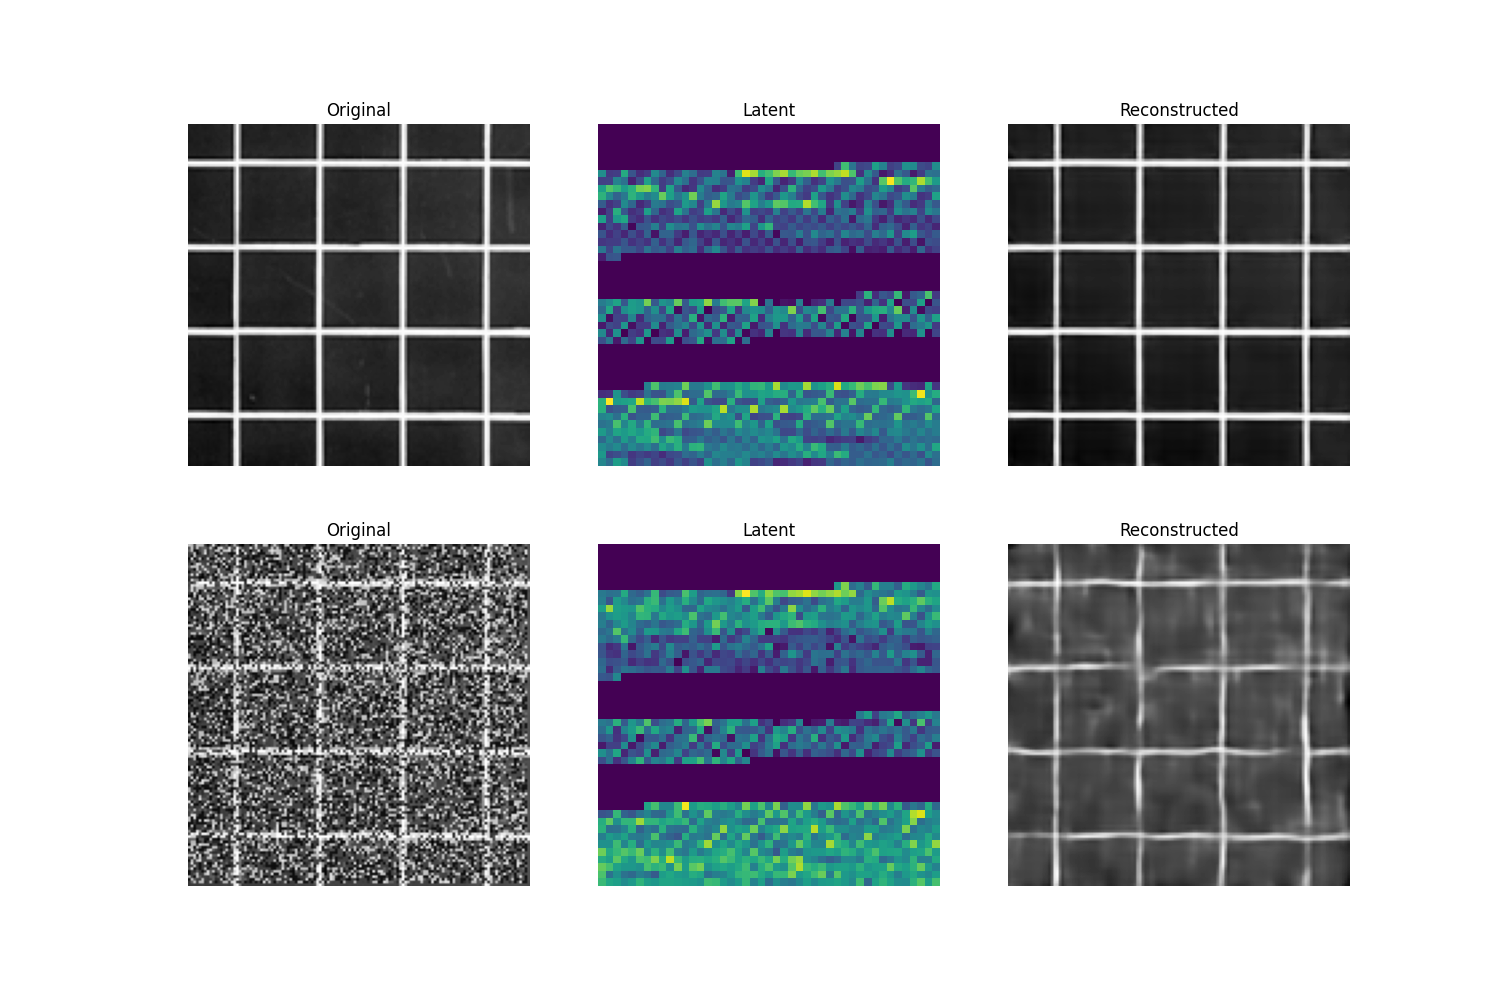 Original
Latent
Reconstructed
Original
Latent
Reconstructed